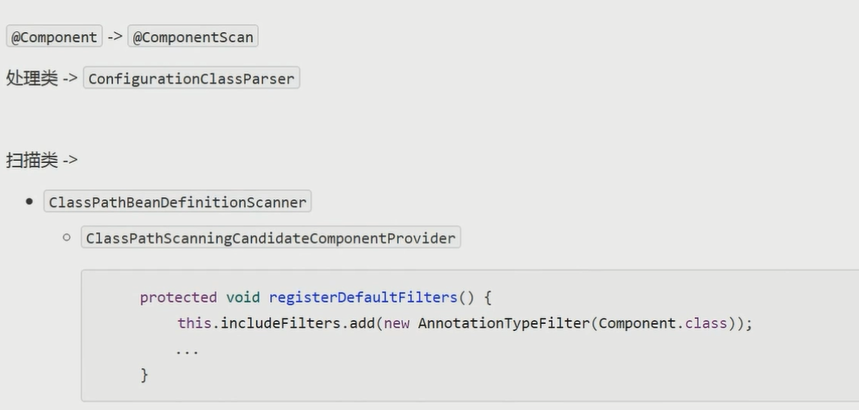 @Component -> @ComponentScan
处理类 -> ConfigurationClassParser
扫描类 ->
• ClassPathBeanDefinitionScanner
○ ClassPathScanningCandidateComponentProvider
protected void registerDefaultFilters() {
this.includeFilters.add(new AnnotationTypeFilter(Component.class));
...
}